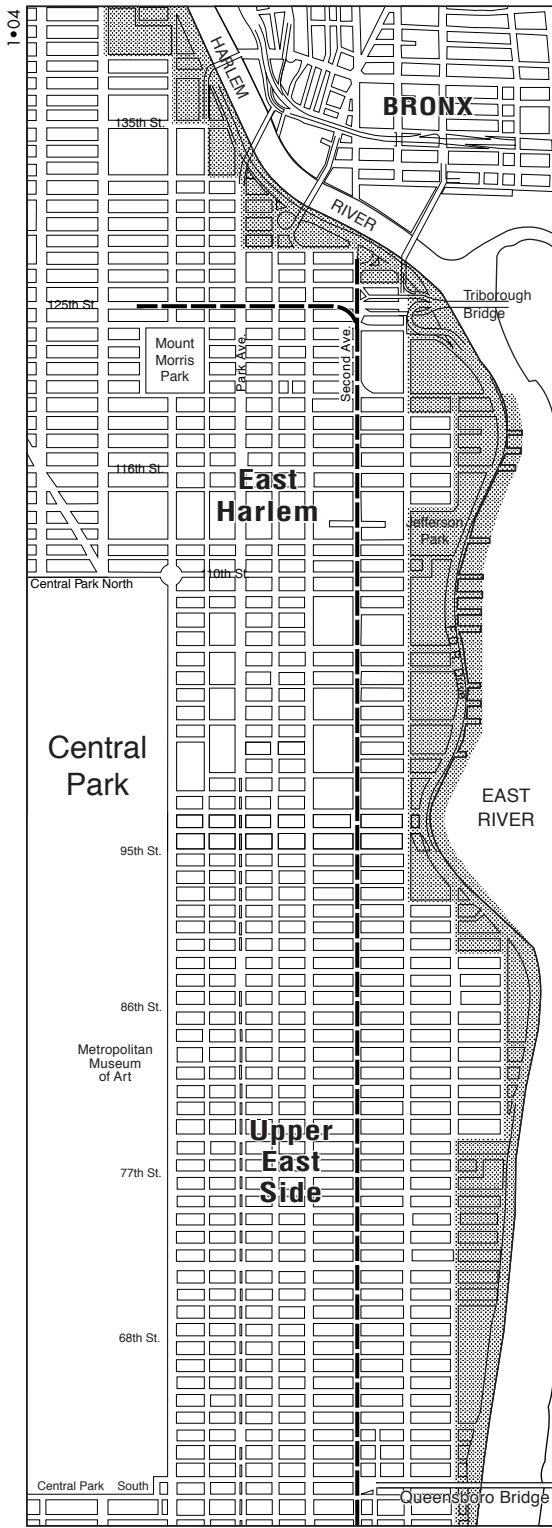 1•04
HARLEM
BRONX
135th St.
RIVER
125th St.
Triborough
Bridge
Mount
Morris
Park
Park Ave.
Second Ave.
116th St.
East
Harlem
Jefferson
Park
110th St.
Central Park North
F.D.R. Drive
Central
Park
EAST
RIVER
95th St.
86th St.
Metropolitan
Museum
of Art
Upper
East
Side
77th St.
68th St.
Central Park South
Queensboro Bridge